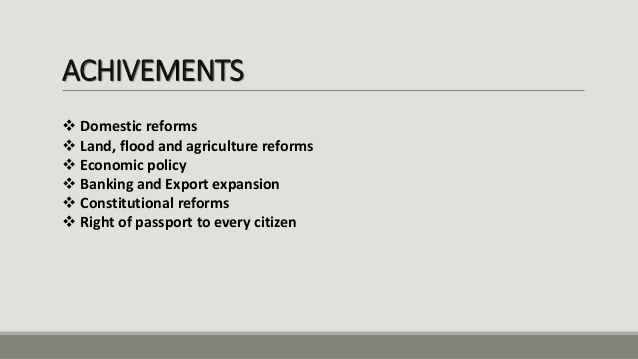 ACHIVEMENTS
❖ Domestic reforms
❖ Land, flood and agriculture reforms
❖ Economic policy
❖ Banking and Export expansion
❖ Constitutional reforms
❖ Right of passport to every citizen